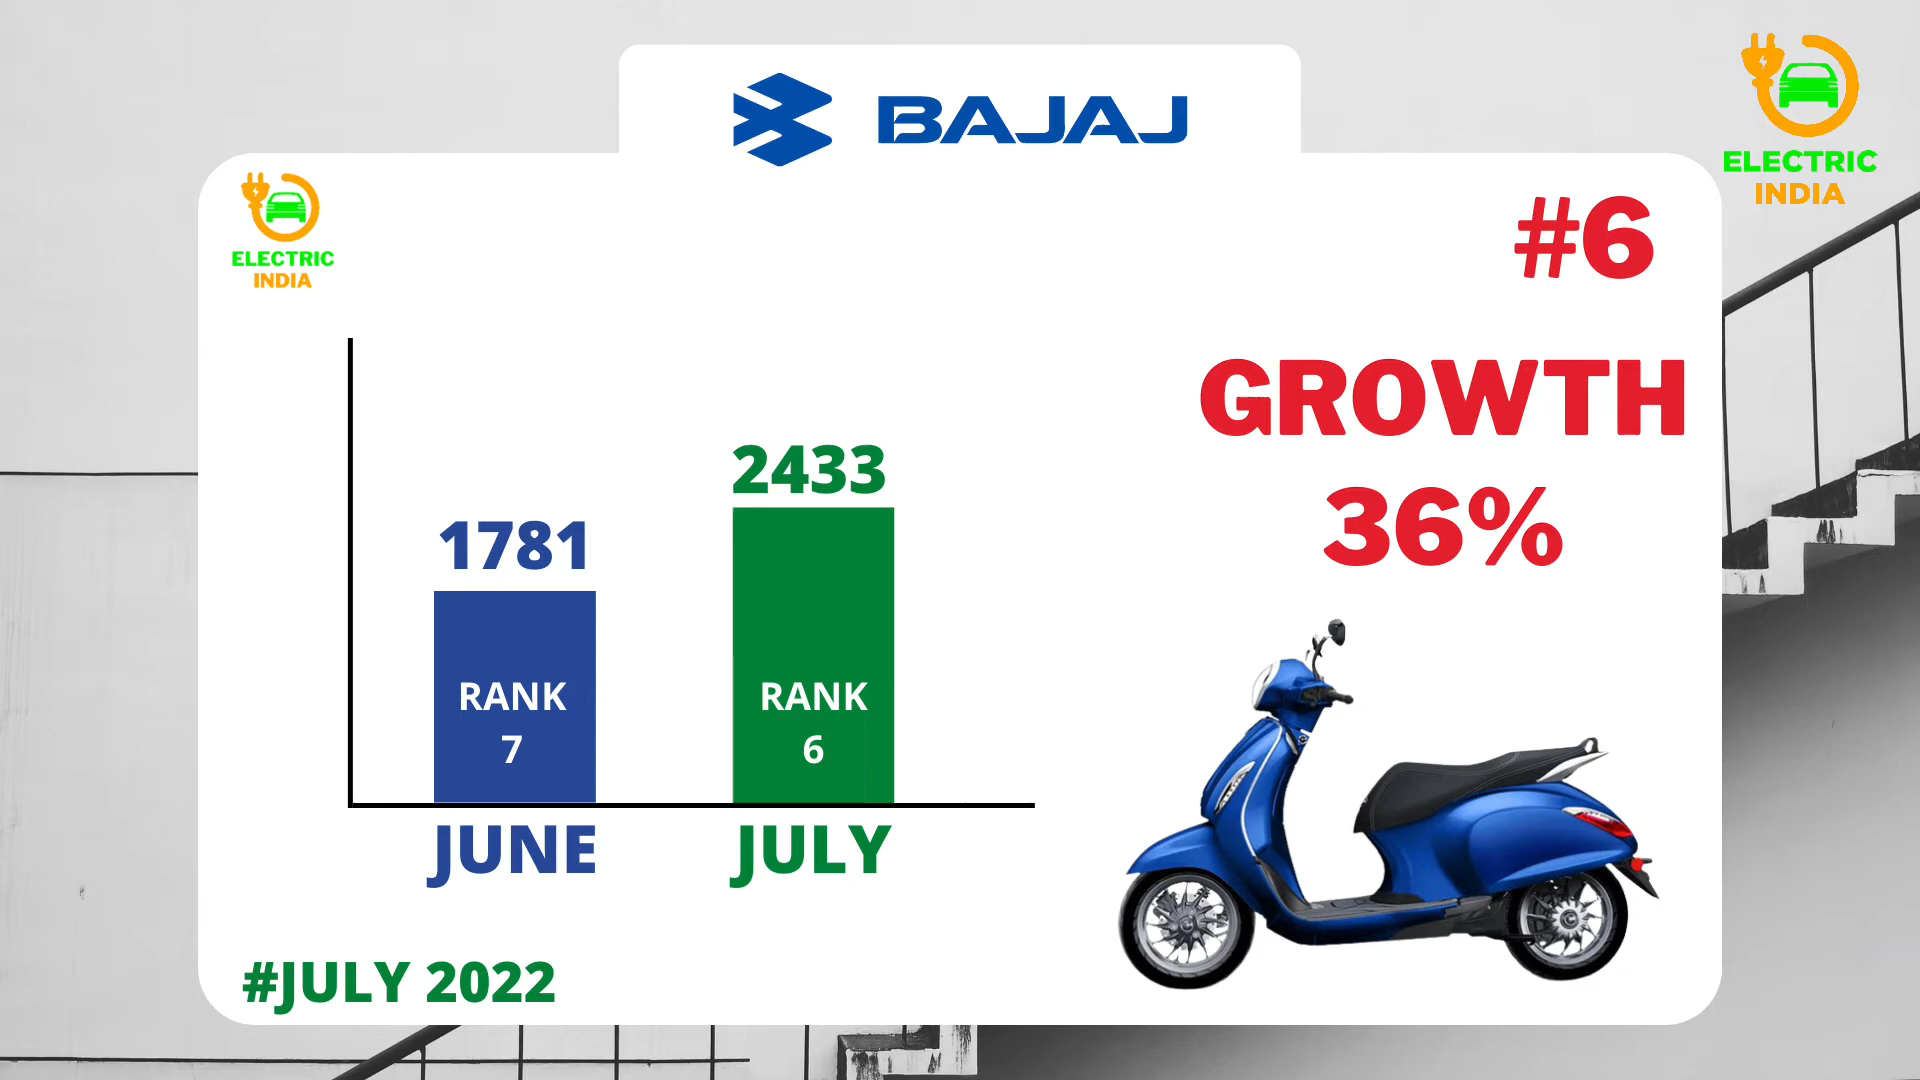 BAJAJ
ELECTRIC
INDIA
ELECTRIC
INDIA
#6
GROWTH
36%
2433
1781
RANK
7
RANK
6
JUNE
JULY
#JULY 2022